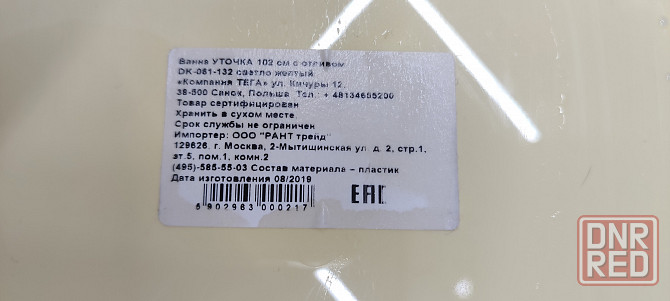 Ванна УТОЧКА 102 см с отливом
DK-081-132 светло желтый
«Компания ТЕГА» ул. Кичуры 12,
38-500 Санок, Польша. Тел.: + 48134655200
Товар сертифицирован
Хранить в сухом месте.
Срок службы не ограничен
Импортер: ООО "РАНТ трейд"
129626, г. Москва, 2-Мытищинская ул. д. 2, стр.1,
эт.5, пом.1, комн.2
(495)-585-55-03 Состав материала – пластик
Дата изготовления 08/2019
EAC
5 902963 000217
DNR
RED